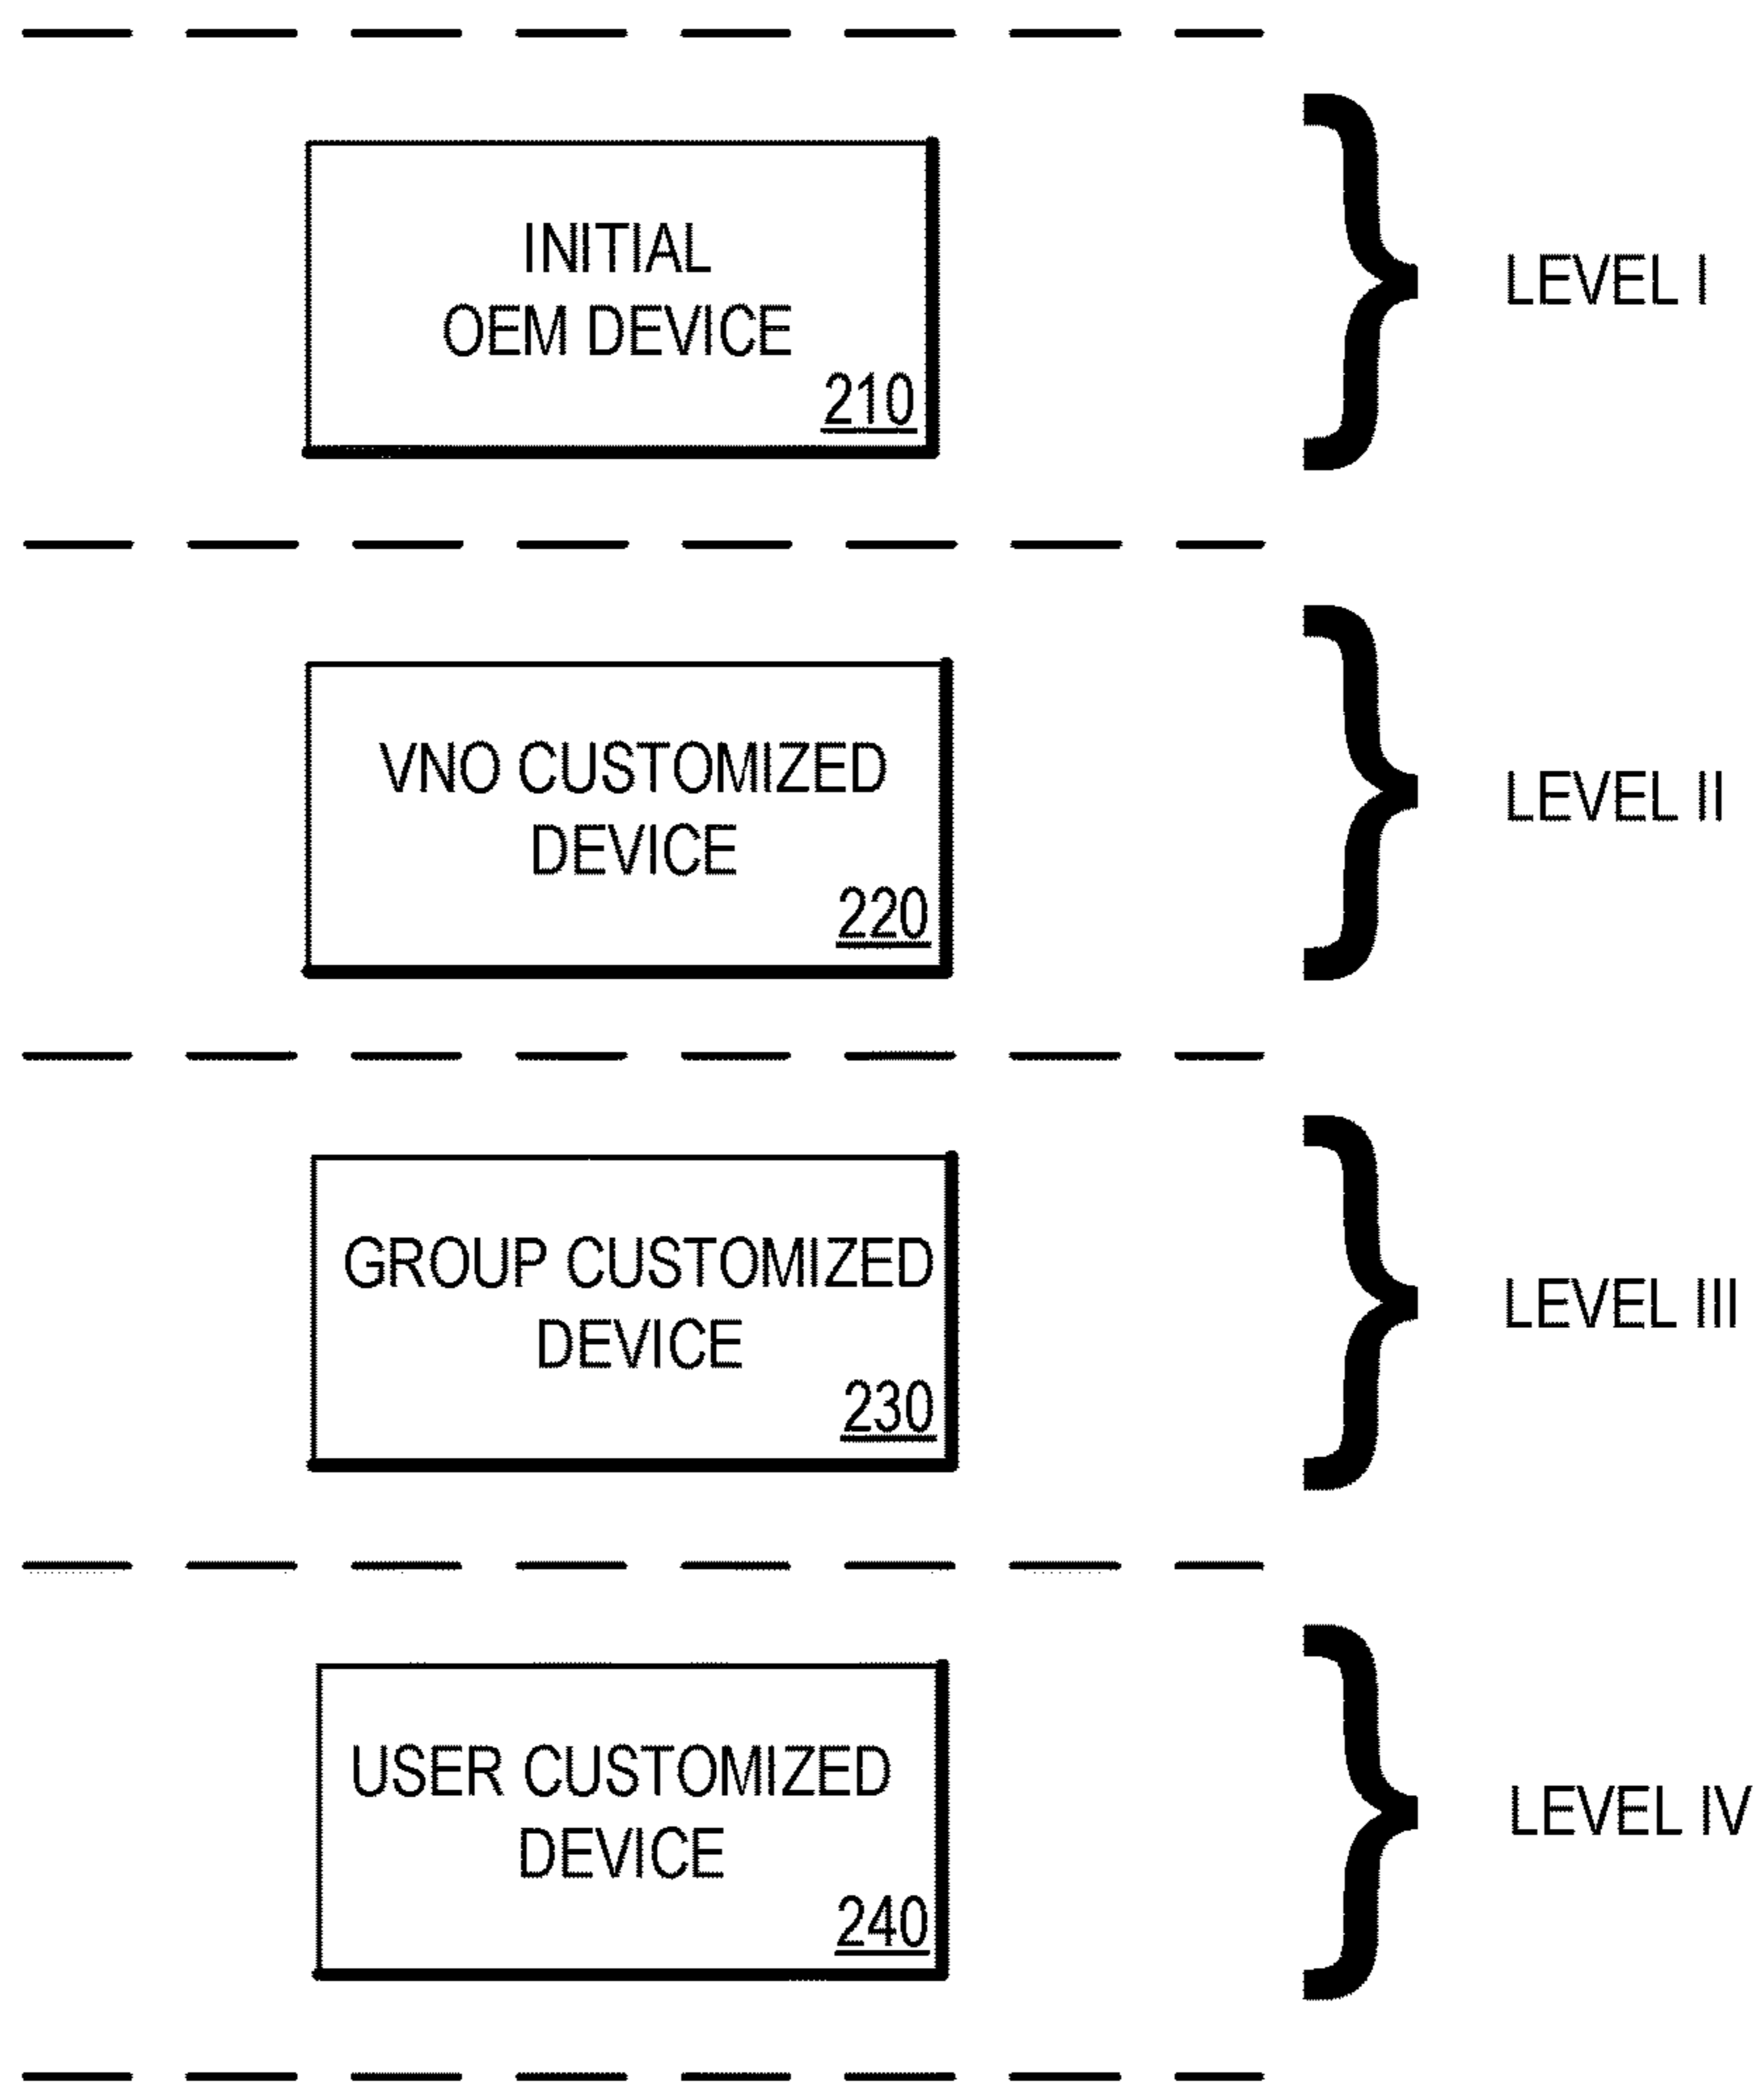 INITIAL
OEM DEVICE
210
LEVEL I
VNO CUSTOMIZED
DEVICE
220
LEVEL II
GROUP CUSTOMIZED
DEVICE
230
LEVEL III
USER CUSTOMIZED
DEVICE
240
LEVEL IV